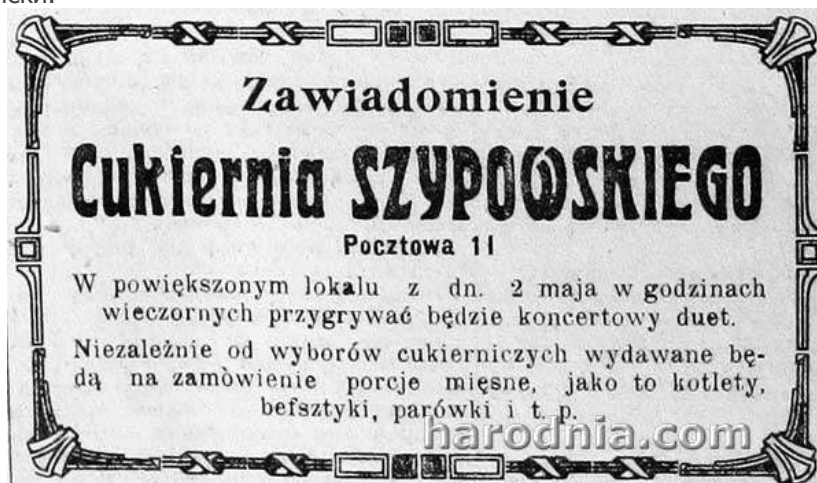 Zawiadomienie
Cukiernia SZYPOWSKIEGO
Pocztowa 11
W powiększonym lokalu z dn. 2 maja w godzinach
wieczornych przygrywać będzie koncertowy duet.
Niezależnie od wyborów cukierniczych wydawane bę-
dą na zamòwienie porcje mięsne, jako to kotlety,
befsztyki, parówki i t. p.
harodnia.com